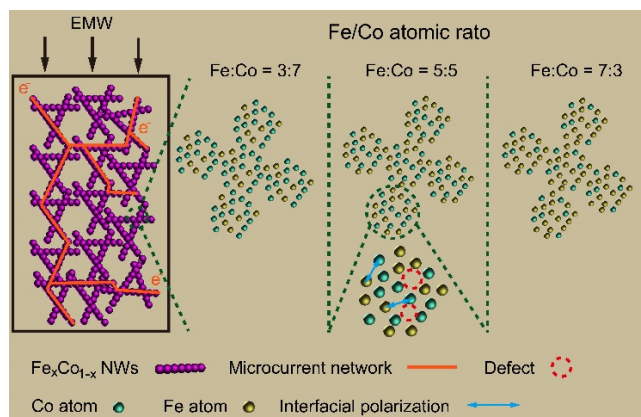 EMW
Fe/Co atomic rato
Fe:Co = 3:7
Fe:Co = 5:5
Fe:Co = 7:3
e⁻
e⁻
e⁻
FeₓCo₁₋ₓ NWs
Microcurrent network
Defect
Co atom
Fe atom
Interfacial polarization